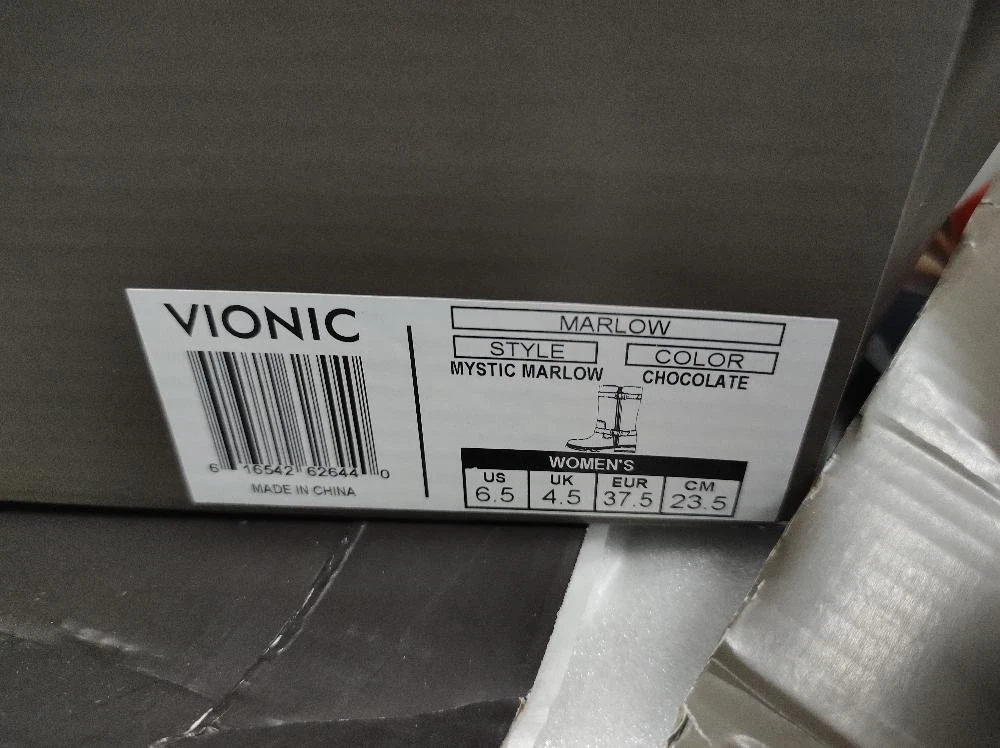 VIONIC
6 16542 62644 0
MADE IN CHINA
MARLOW
STYLE COLOR
MYSTIC MARLOW CHOCOLATE
WOMEN'S
US UK EUR CM
6.5 4.5 37.5 23.5